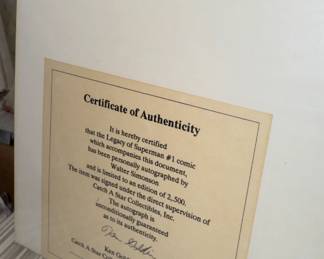 Certificate of Authenticity
It is hereby certified
that the Legacy of Superman #1 comic
which accompanies this document,
has been personally autographed by
Walter Simonson
and is limited to an edition of 2,500.
The item was signed under the direct supervision of
Catch A Star Collectibles, Inc.
The autograph is
unconditionally guaranteed
as to its authenticity.
Ken
Catch A Star